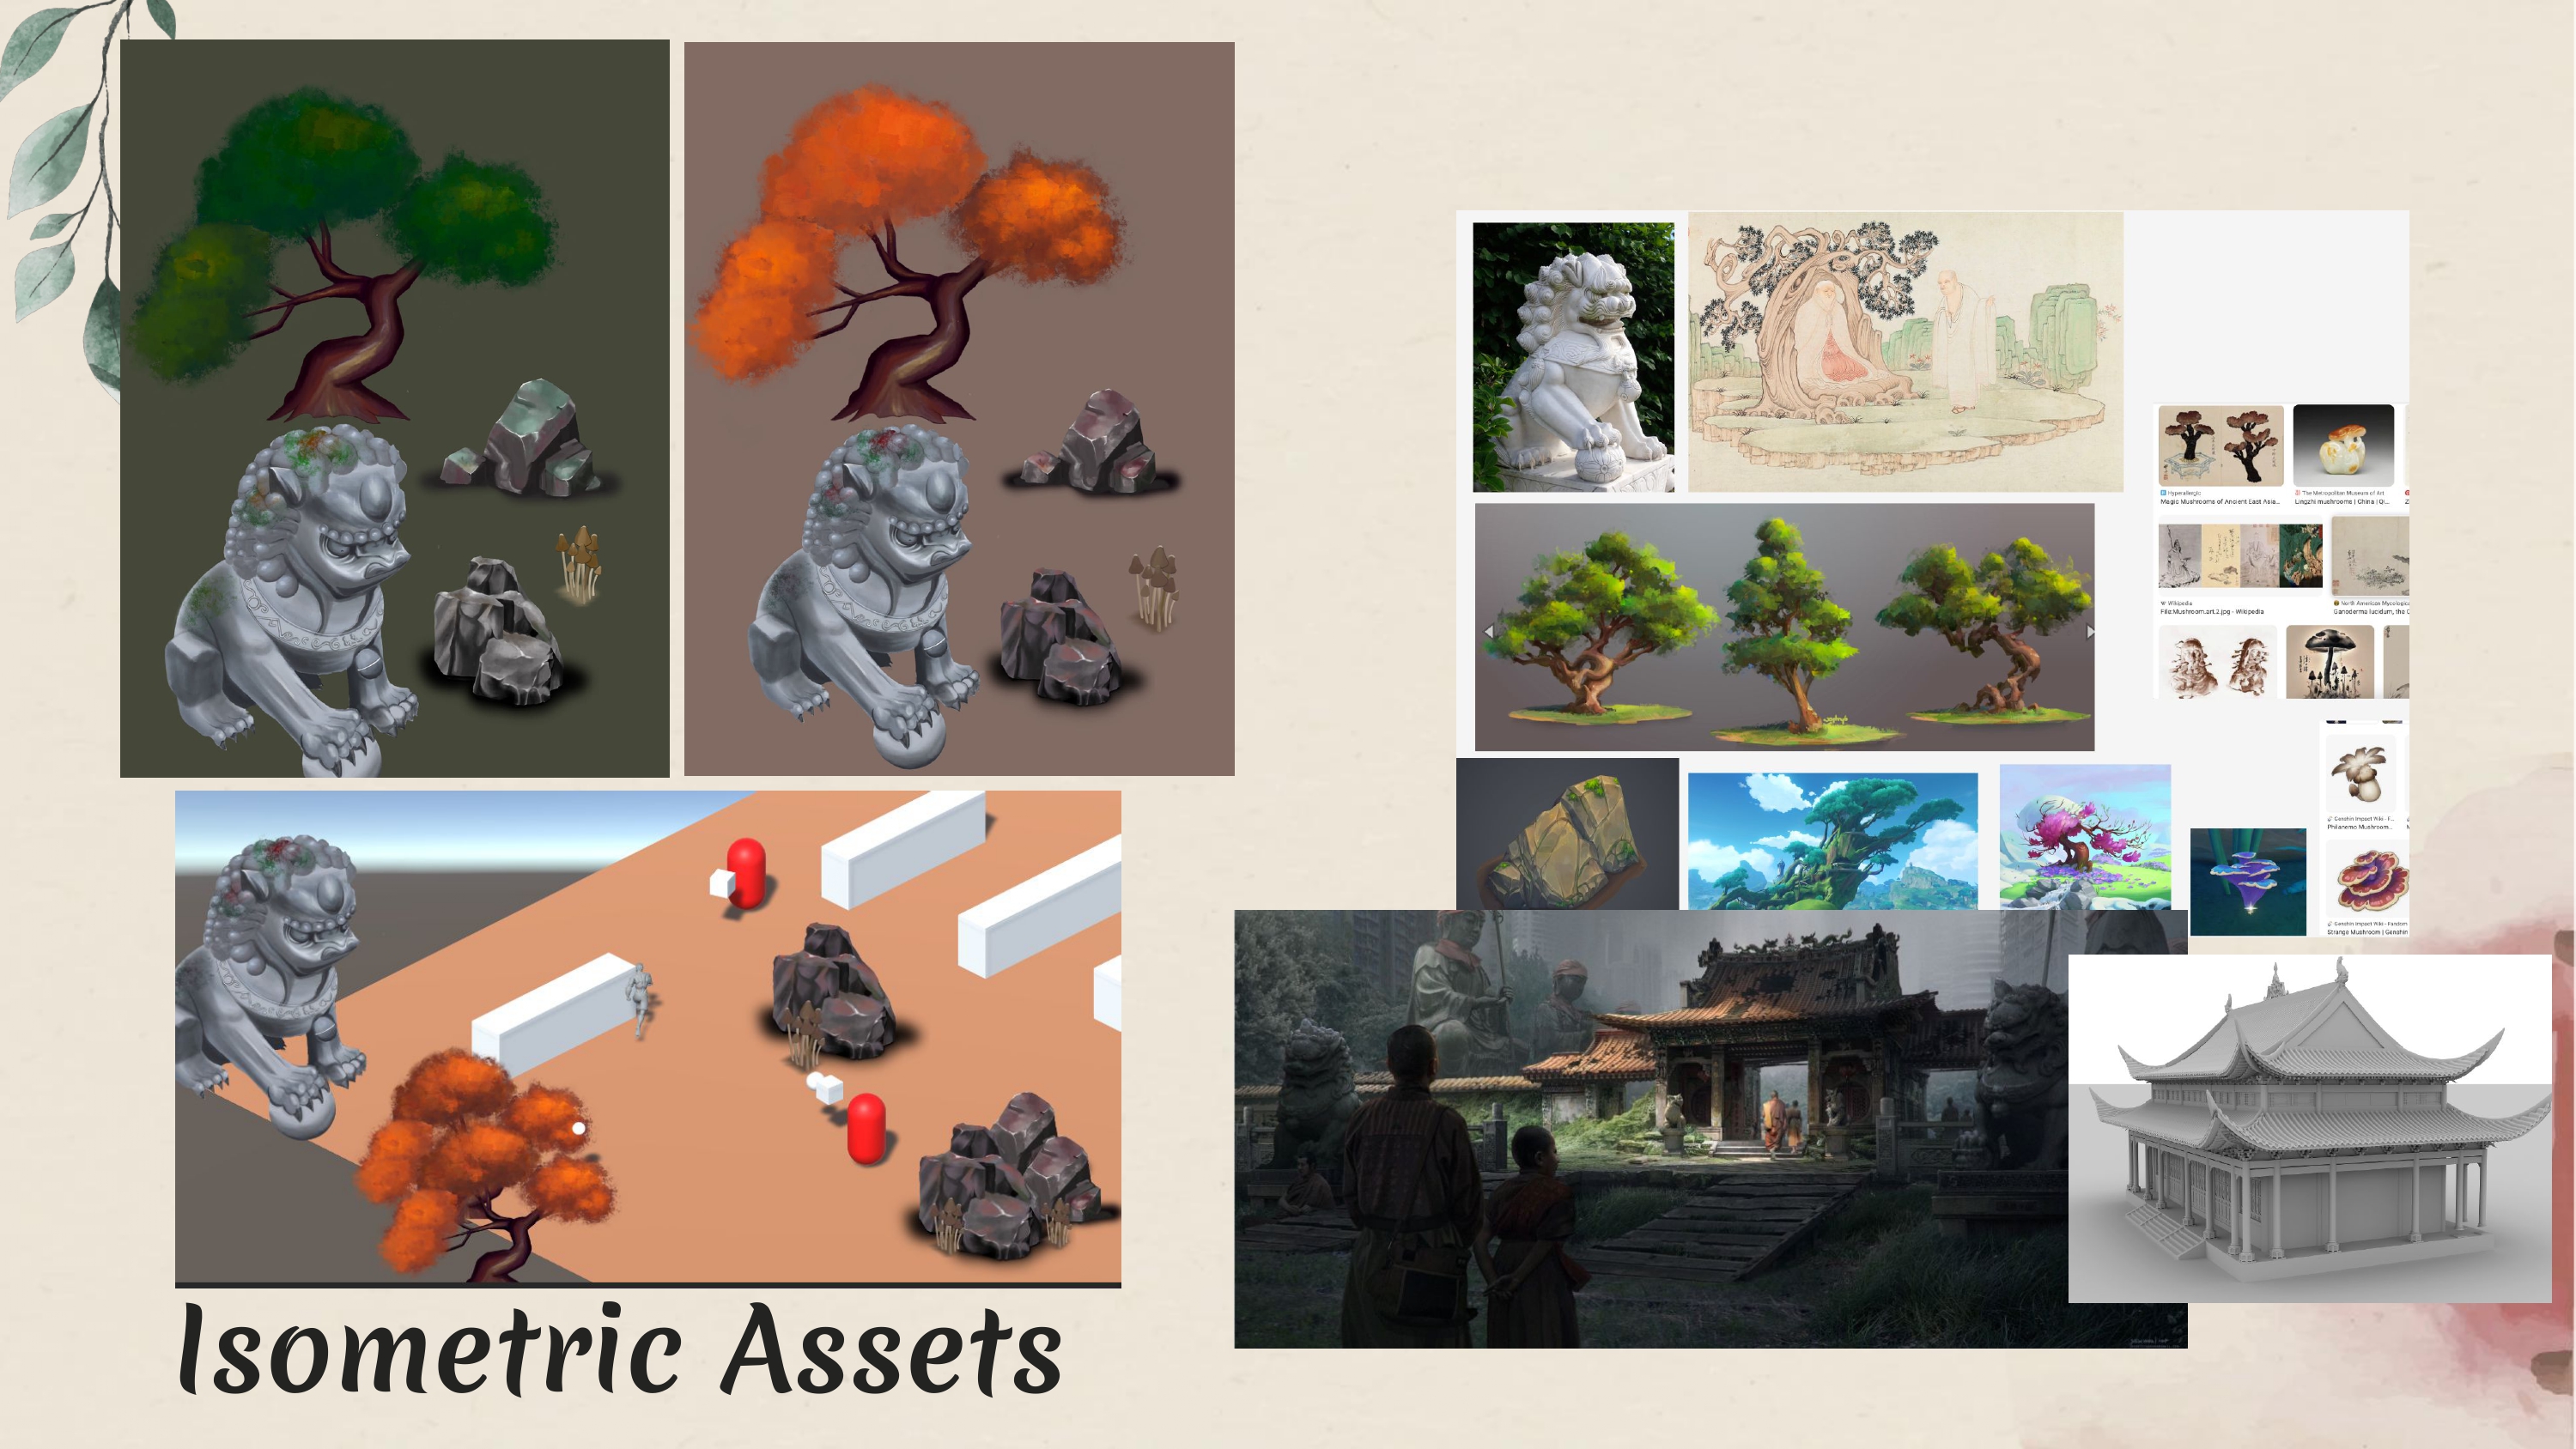 Hyperallergic
Magic Mushrooms of Ancient East Asia...
The Metropolitan Museum of Art
Lingzhi mushrooms | China | Qi...
Wikipedia
File:Mushroom.art.2.jpg - Wikipedia
North American Mycologic
Ganoderma lucidum, the
Genshin Impact Wiki - F...
Philanemo Mushroom...
Genshin Impact Wiki - Fandom
Strange Mushroom | Genshin
Isometric Assets